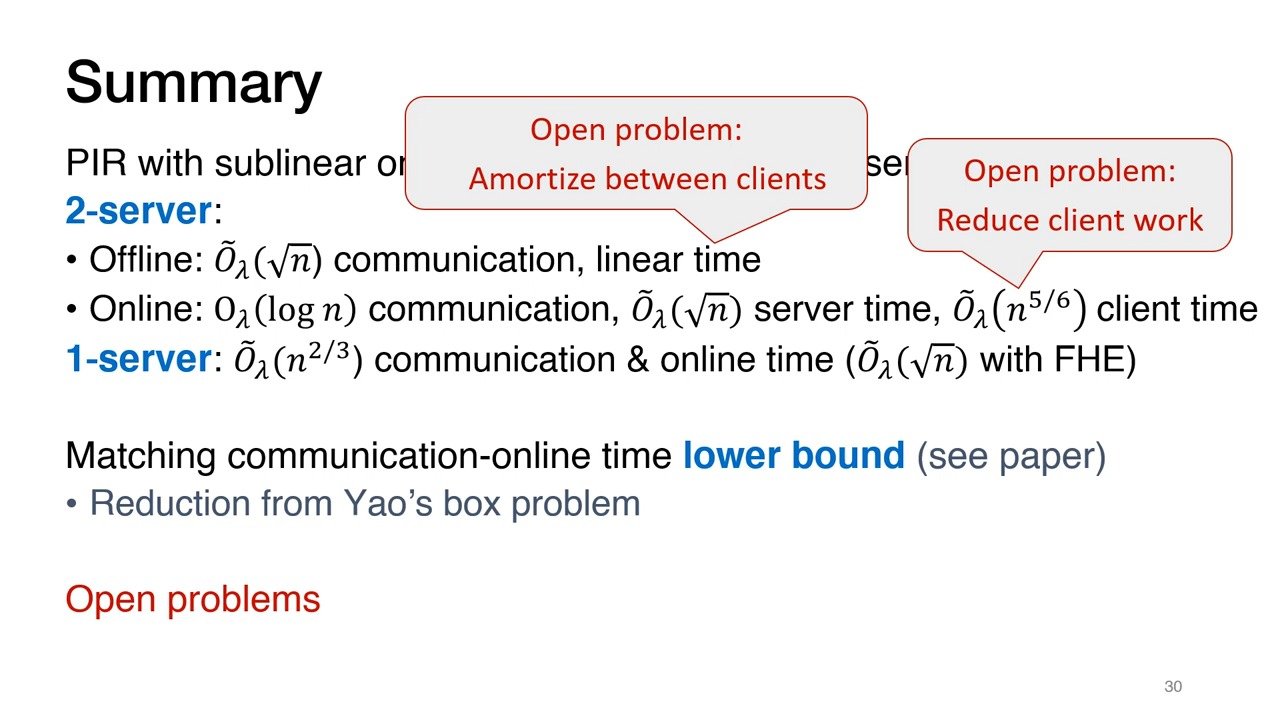 Summary
Open problem:
Amortize between clients
Open problem:
Reduce client work
PIR with sublinear
2-server:
• Offline: Õ_λ(√n) communication, linear time
• Online: O_λ(log n) communication, Õ_λ(√n) server time, Õ_λ(n^{5/6}) client time
1-server: Õ_λ(n^{2/3}) communication & online time (Õ_λ(√n) with FHE)
Matching communication-online time lower bound (see paper)
• Reduction from Yao’s box problem
Open problems
30